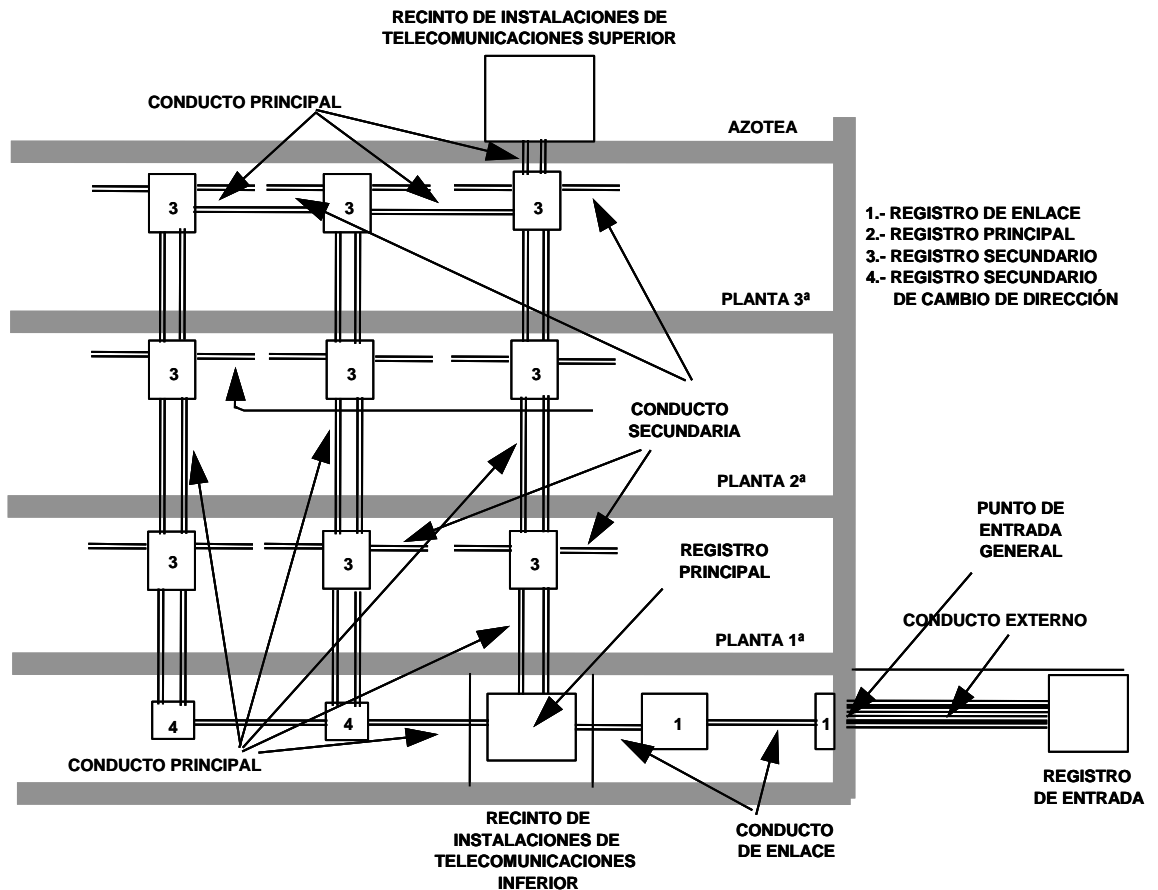 RECINTO DE INSTALACIONES DE
TELECOMUNICACIONES SUPERIOR
CONDUCTO PRINCIPAL
AZOTEA
3
3
3
1.- REGISTRO DE ENLACE
2.- REGISTRO PRINCIPAL
3.- REGISTRO SECUNDARIO
4.- REGISTRO SECUNDARIO
DE CAMBIO DE DIRECCIÓN
PLANTA 3ª
3
3
3
CONDUCTO
SECUNDARIA
PLANTA 2ª
PUNTO DE
ENTRADA
GENERAL
3
3
3
REGISTRO
PRINCIPAL
CONDUCTO EXTERNO
PLANTA 1ª
4
4
1
1
CONDUCTO PRINCIPAL
REGISTRO
DE ENTRADA
RECINTO DE
INSTALACIONES DE
TELECOMUNICACIONES
INFERIOR
CONDUCTO
DE ENLACE